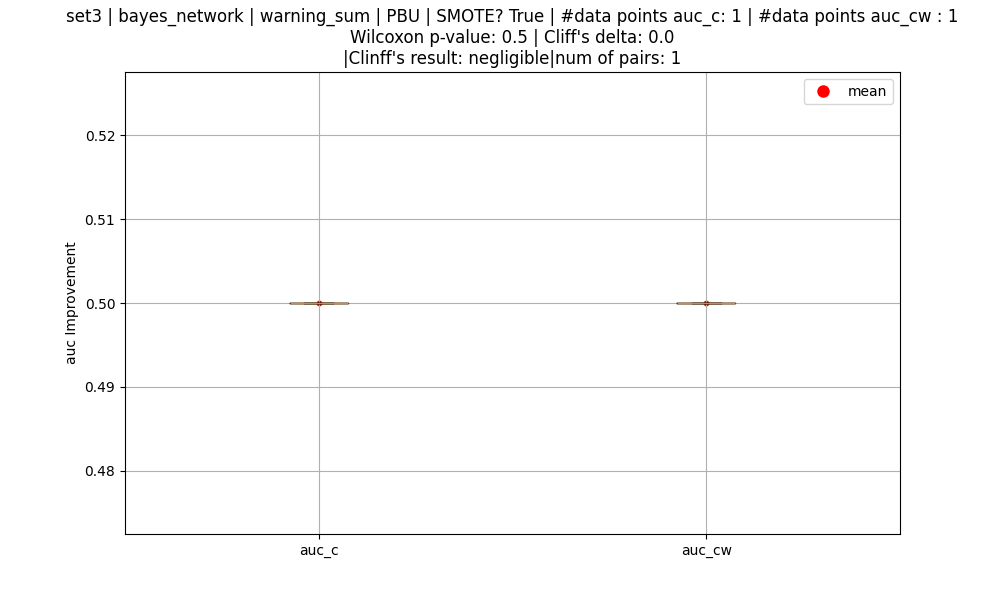 set3 | bayes_network | warning_sum | PBU | SMOTE? True | #data points auc_c: 1 | #data points auc_cw : 1
Wilcoxon p-value: 0.5 | Cliff's delta: 0.0
|Clinff's result: negligible|num of pairs: 1
mean
0.52
0.51
0.50
0.49
0.48
auc Improvement
auc_c
auc_cw